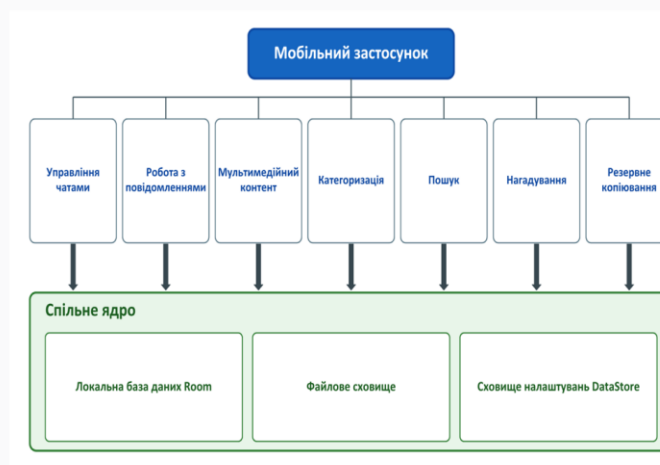 Мобільний застосунок
Управління
чатами
Робота з
повідомленнями
Мультимедійний
контент
Категоризація
Пошук
Нагадування
Резервне
копіювання
Спільне ядро
Локальна база даних Room
Файлове сховище
Сховище налаштувань DataStore